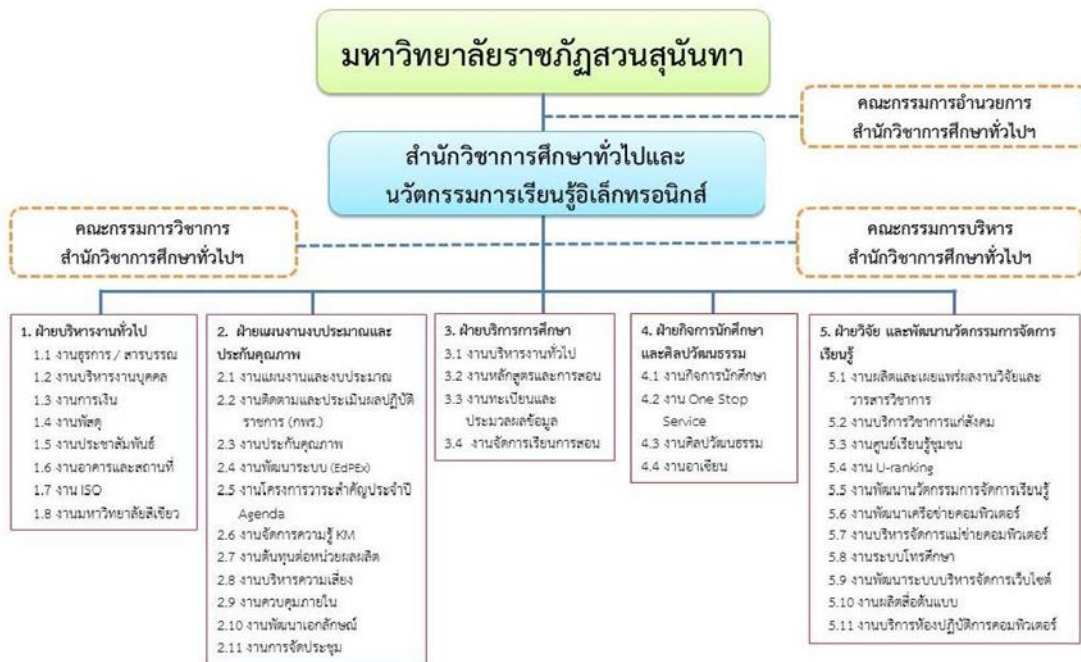 มหาวิทยาลัยราชภัฏสวนสุนันทา
คณะกรรมการอำนวยการ
สำนักวิชาการศึกษาทั่วไปฯ
สำนักวิชาการศึกษาทั่วไปและ
นวัตกรรมการเรียนรู้อิเล็กทรอนิกส์
คณะกรรมการวิชาการ
สำนักวิชาการศึกษาทั่วไปฯ
คณะกรรมการบริหาร
สำนักวิชาการศึกษาทั่วไปฯ
1. ฝ่ายบริหารงานทั่วไป
1.1 งานธุรการ / สารบรรณ
1.2 งานบริหารงานบุคคล
1.3 งานการเงิน
1.4 งานพัสดุ
1.5 งานประชาสัมพันธ์
1.6 งานอาคารและสถานที่
1.7 งาน ISO
1.8 งานมหาวิทยาลัยสีเขียว
2. ฝ่ายแผนงานงบประมาณและ
ประกันคุณภาพ
2.1 งานแผนงานและงบประมาณ
2.2 งานติดตามและประเมินผลปฏิบัติ
ราชการ (กพร.)
2.3 งานประกันคุณภาพ
2.4 งานพัฒนาระบบ (EdPEx)
2.5 งานโครงการวาระสำคัญประจำปี
Agenda
2.6 งานจัดการความรู้ KM
2.7 งานต้นทุนต่อหน่วยผลผลิต
2.8 งานบริหารความเสี่ยง
2.9 งานควบคุมภายใน
2.10 งานพัฒนาเอกลักษณ์
2.11 งานการจัดประชุม
3. ฝ่ายบริการการศึกษา
3.1 งานบริหารงานทั่วไป
3.2 งานหลักสูตรและการสอน
3.3 งานทะเบียนและ
ประมวลผลข้อมูล
3.4 งานจัดการเรียนการสอน
4. ฝ่ายกิจการนักศึกษา
และศิลปวัฒนธรรม
4.1 งานกิจการนักศึกษา
4.2 งาน One Stop
Service
4.3 งานศิลปวัฒนธรรม
4.4 งานอาเซียน
5. ฝ่ายวิจัย และพัฒนานวัตกรรมการจัดการ
เรียนรู้
5.1 งานผลิตและเผยแพร่ผลงานวิจัยและ
วารสารวิชาการ
5.2 งานบริการวิชาการแก่สังคม
5.3 งานศูนย์เรียนรู้ชุมชน
5.4 งาน U-ranking
5.5 งานพัฒนานวัตกรรมการจัดการเรียนรู้
5.6 งานพัฒนาเครือข่ายคอมพิวเตอร์
5.7 งานบริหารจัดการแม่ข่ายคอมพิวเตอร์
5.8 งานระบบโทรศึกษา
5.9 งานพัฒนาระบบบริหารจัดการเว็บไซต์
5.10 งานผลิตสื่อต้นแบบ
5.11 งานบริการห้องปฏิบัติการคอมพิวเตอร์